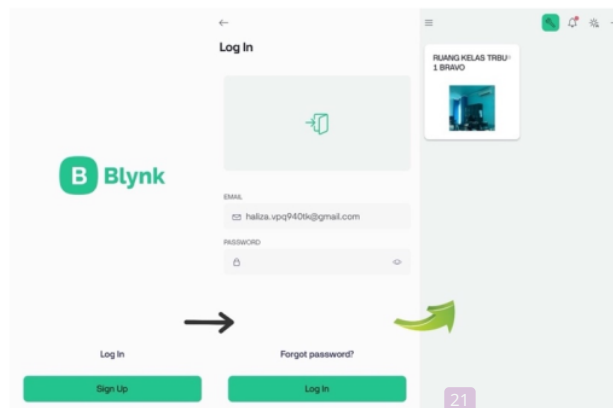 B Blynk
Log In
Sign Up
Log In
EMAIL
haliza.vpq940tk@gmail.com
PASSWORD
Forgot password?
Log In
RUANG KELAS TRBU
1 BRAVO
21